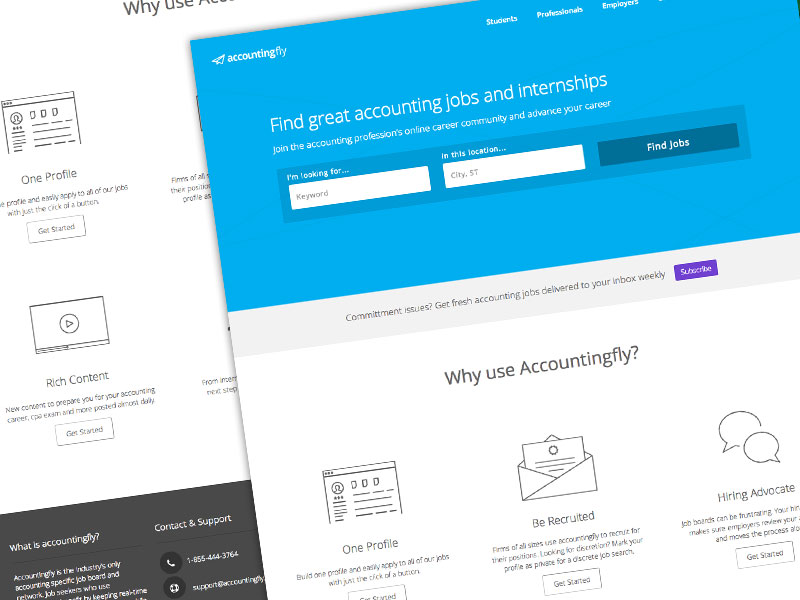 Why use
One Profile
profile and easily apply to all of our jobs
with just the click of a button.
Get Started
Firms of all
their position
profile as
Rich Content
New content to prepare you for your accounting
career, cpa exam and more posted almost daily.
Get Started
From intern
next step
What is accountingfly?
Accountingfly is the industry's only
accounting specific job board and
network. Job seekers who use
by keeping real-time
Contact & Support
1-855-444-3764
support@accountingfly
accountingfly
Students
Professionals
Employers
Find great accounting jobs and internships
Join the accounting profession's online career community and advance your career
I'm looking for...
Keyword
In this location...
City, ST
Find Jobs
Committment issues? Get fresh accounting jobs delivered to your inbox weekly
Subscribe
Why use Accountingfly?
One Profile
Build one profile and easily apply to all of our jobs
with just the click of a button.
Get Started
Be Recruited
Firms of all sites use accountingfly to recruit for
their positions. Looking for discretion? Mark your
profile as private for a discrete job search.
Get Started
Hiring Advocate
Job boards can be frustrating. Your hiring
makes sure employers review your
and moves the process
Get Started